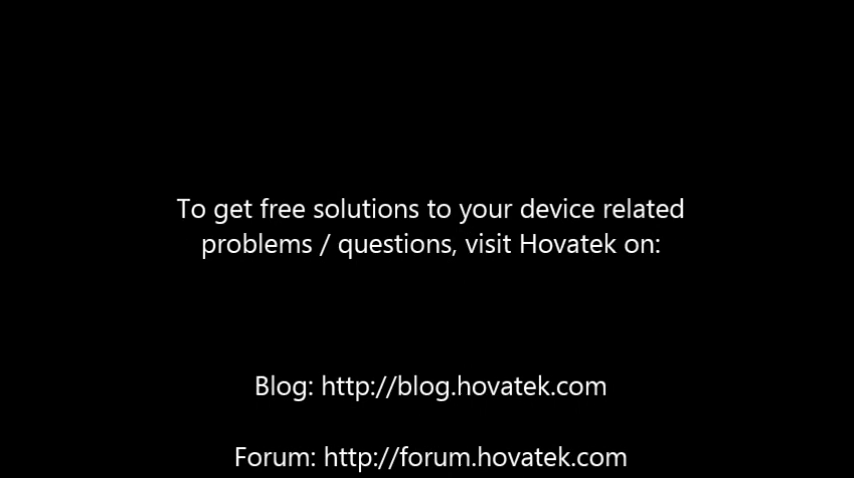 To get free solutions to your device related
problems / questions, visit Hovatek on:
Blog: http://blog.hovatek.com
Forum: http://forum.hovatek.com